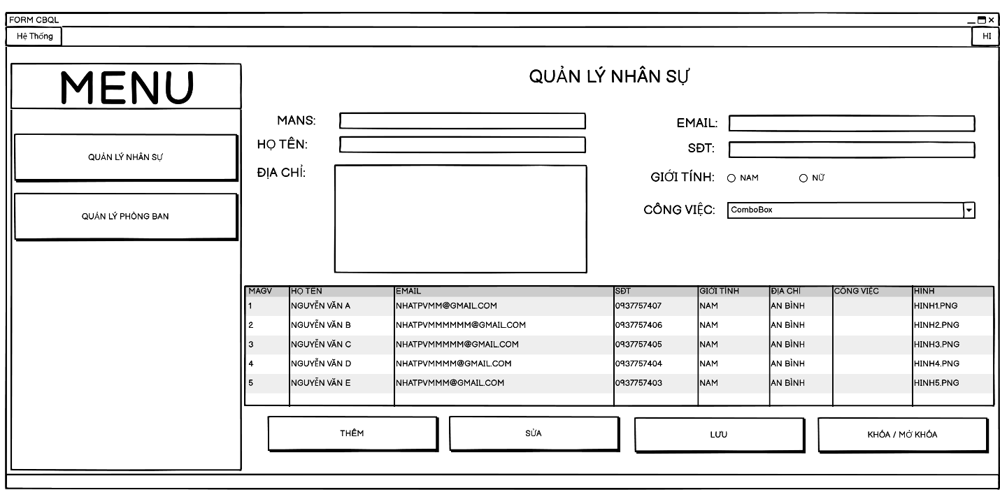 FORM CBQL
Hệ Thống
HI
MENU
QUẢN LÝ NHÂN SỰ
QUẢN LÝ PHÒNG BAN
QUẢN LÝ NHÂN SỰ
MANS:
HỌ TÊN:
ĐỊA CHỈ:
EMAIL:
SĐT:
GIỚI TÍNH: NAM NỮ
CÔNG VIỆC: ComboBox
MAGV HỌ TÊN EMAIL SĐT GIỚI TÍNH ĐỊA CHỈ CÔNG VIỆC HÌNH
1 NGUYỄN VĂN A NHATPVMM@GMAIL.COM 0937757407 NAM AN BÌNH HINH1.PNG
2 NGUYỄN VĂN B NHATPVMMMMMM@GMAIL.COM 0937757406 NAM AN BÌNH HINH2.PNG
3 NGUYỄN VĂN C NHATPVMMMMM@GMAIL.COM 0937757405 NAM AN BÌNH HINH3.PNG
4 NGUYỄN VĂN D NHATPVMMMM@GMAIL.COM 0937757404 NAM AN BÌNH HINH4.PNG
5 NGUYỄN VĂN E NHATPVMMM@GMAIL.COM 0937757403 NAM AN BÌNH HINH5.PNG
THÊM SỬA LƯU KHÓA / MỞ KHÓA